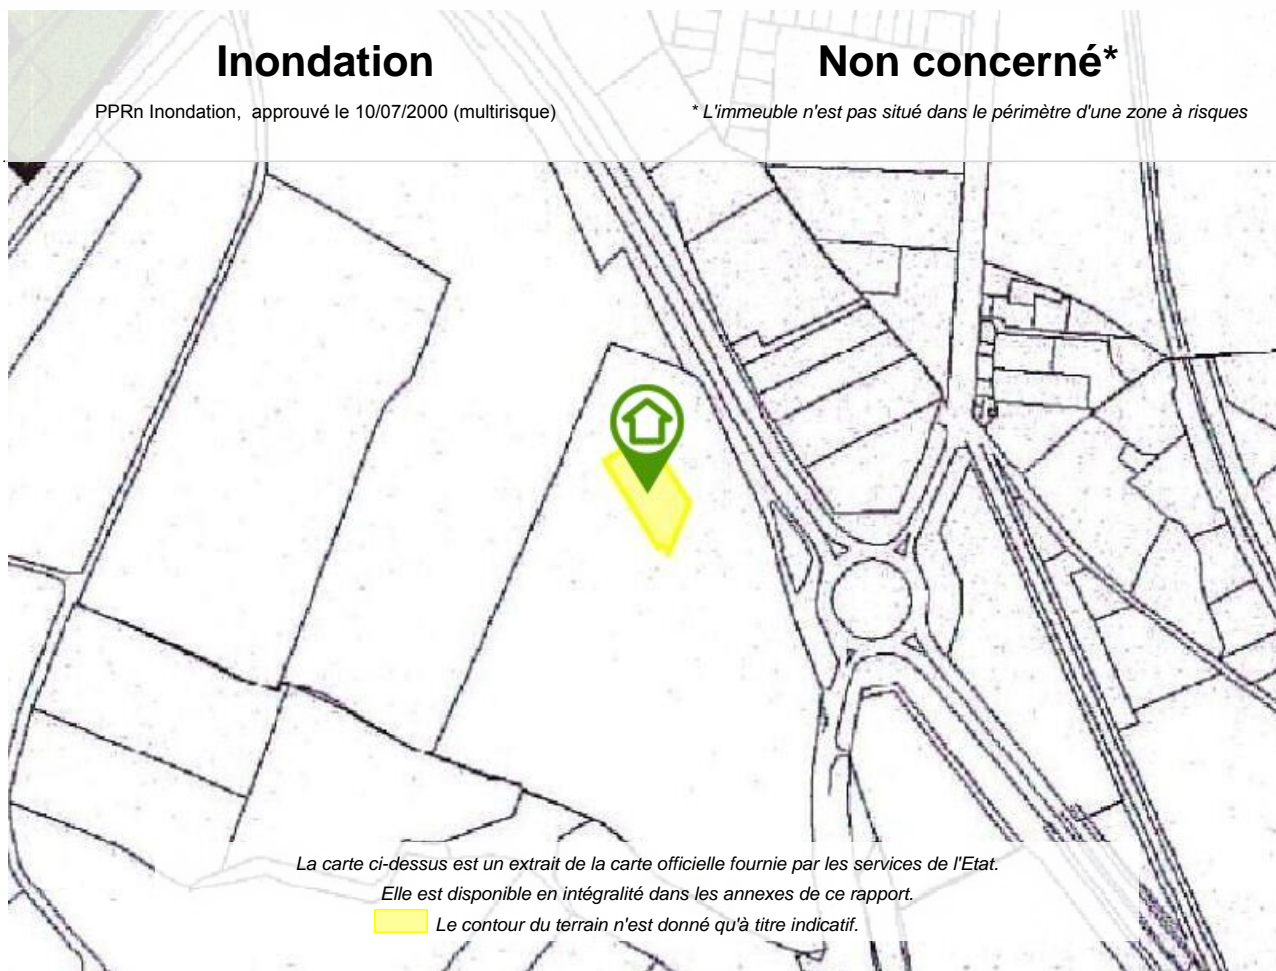 Inondation
Non concerné*
PPRn Inondation, approuvé le 10/07/2000 (multirisque)
* L'immeuble n'est pas situé dans le périmètre d'une zone à risques
La carte ci-dessus est un extrait de la carte officielle fournie par les services de l'Etat.
Elle est disponible en intégralité dans les annexes de ce rapport.
Le contour du terrain n'est donné qu'à titre indicatif.